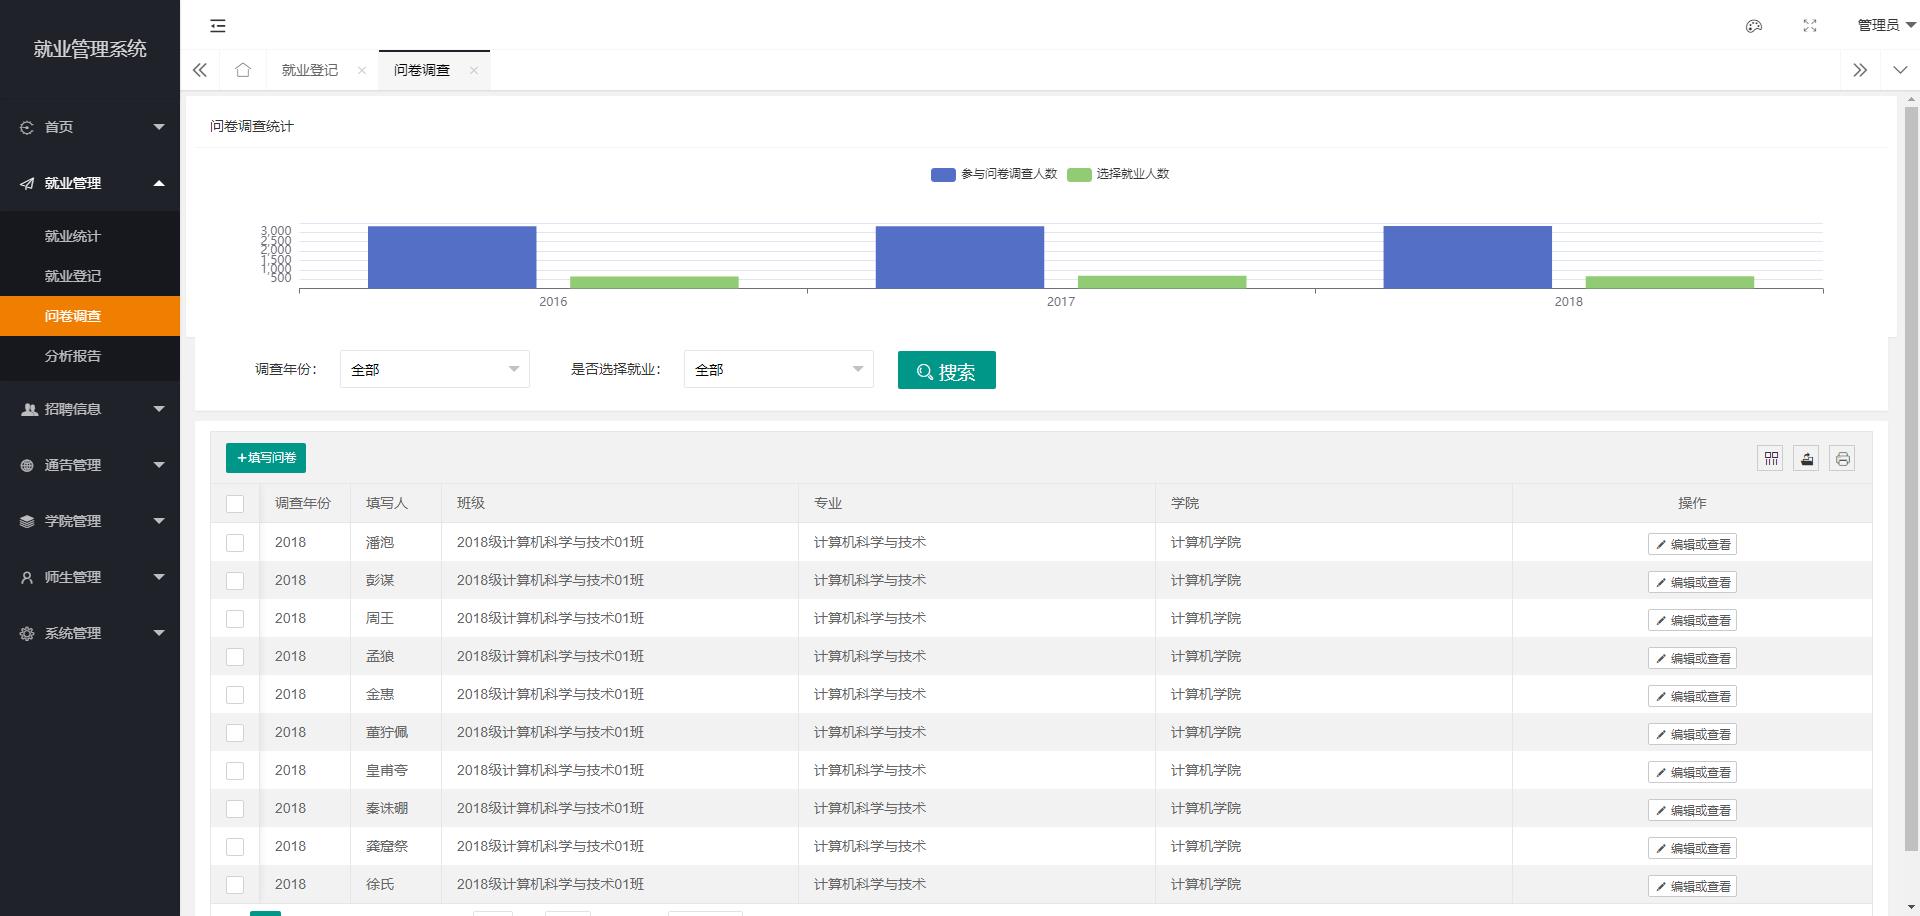 就业管理系统
管理员
就业登记
问卷调查
首页
就业管理
就业统计
就业登记
问卷调查
分析报告
招聘信息
通告管理
学院管理
师生管理
系统管理
问卷调查统计
参与问卷调查人数 选择就业人数
3,000
2,500
2,000
1,500
1,000
500
2016 2017 2018
调查年份： 全部 是否选择就业： 全部 搜索
+填写问卷
调查年份 填写人 班级 专业 学院 操作
2018 潘泡 2018级计算机科学与技术01班 计算机科学与技术 计算机学院 编辑或查看
2018 彭谋 2018级计算机科学与技术01班 计算机科学与技术 计算机学院 编辑或查看
2018 周王 2018级计算机科学与技术01班 计算机科学与技术 计算机学院 编辑或查看
2018 孟狼 2018级计算机科学与技术01班 计算机科学与技术 计算机学院 编辑或查看
2018 金惠 2018级计算机科学与技术01班 计算机科学与技术 计算机学院 编辑或查看
2018 董狞佩 2018级计算机科学与技术01班 计算机科学与技术 计算机学院 编辑或查看
2018 皇甫夸 2018级计算机科学与技术01班 计算机科学与技术 计算机学院 编辑或查看
2018 秦诛硼 2018级计算机科学与技术01班 计算机科学与技术 计算机学院 编辑或查看
2018 龚窟祭 2018级计算机科学与技术01班 计算机科学与技术 计算机学院 编辑或查看
2018 徐氏 2018级计算机科学与技术01班 计算机科学与技术 计算机学院 编辑或查看